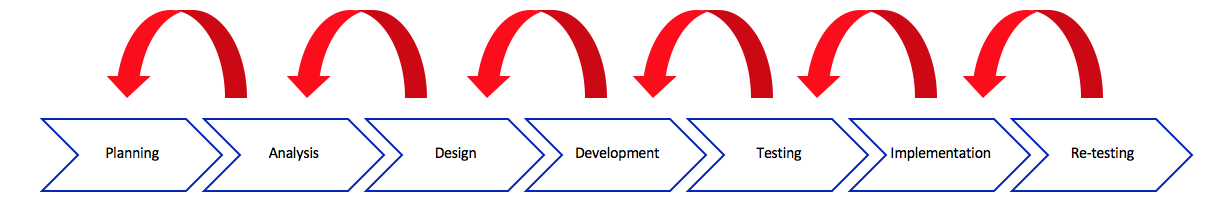 Planning
Analysis
Design
Development
Testing
Implementation
Re-testing